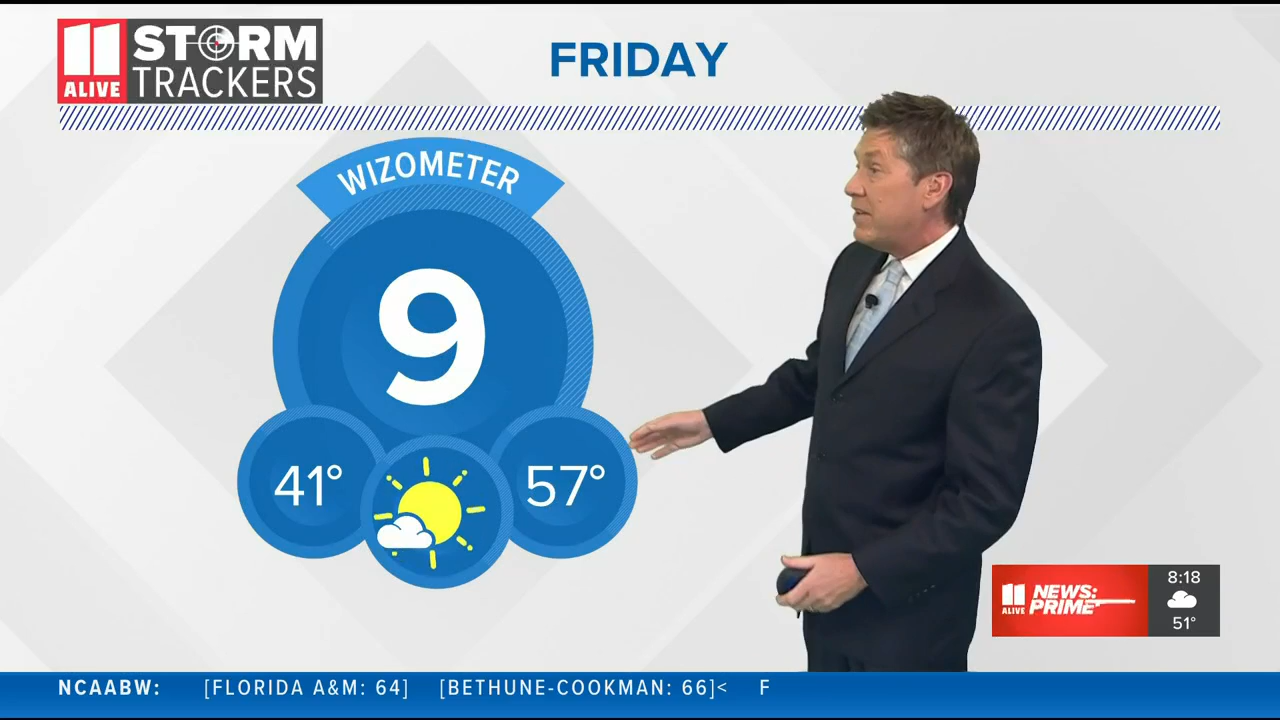 11 ALIVE
STORM
TRACKERS
FRIDAY
WIZOMETER
9
41°
57°
11 ALIVE
NEWS:
PRIME
8:18
51°
NCAABW: [FLORIDA A&M: 64] [BETHUNE-COOKMAN: 66]< F